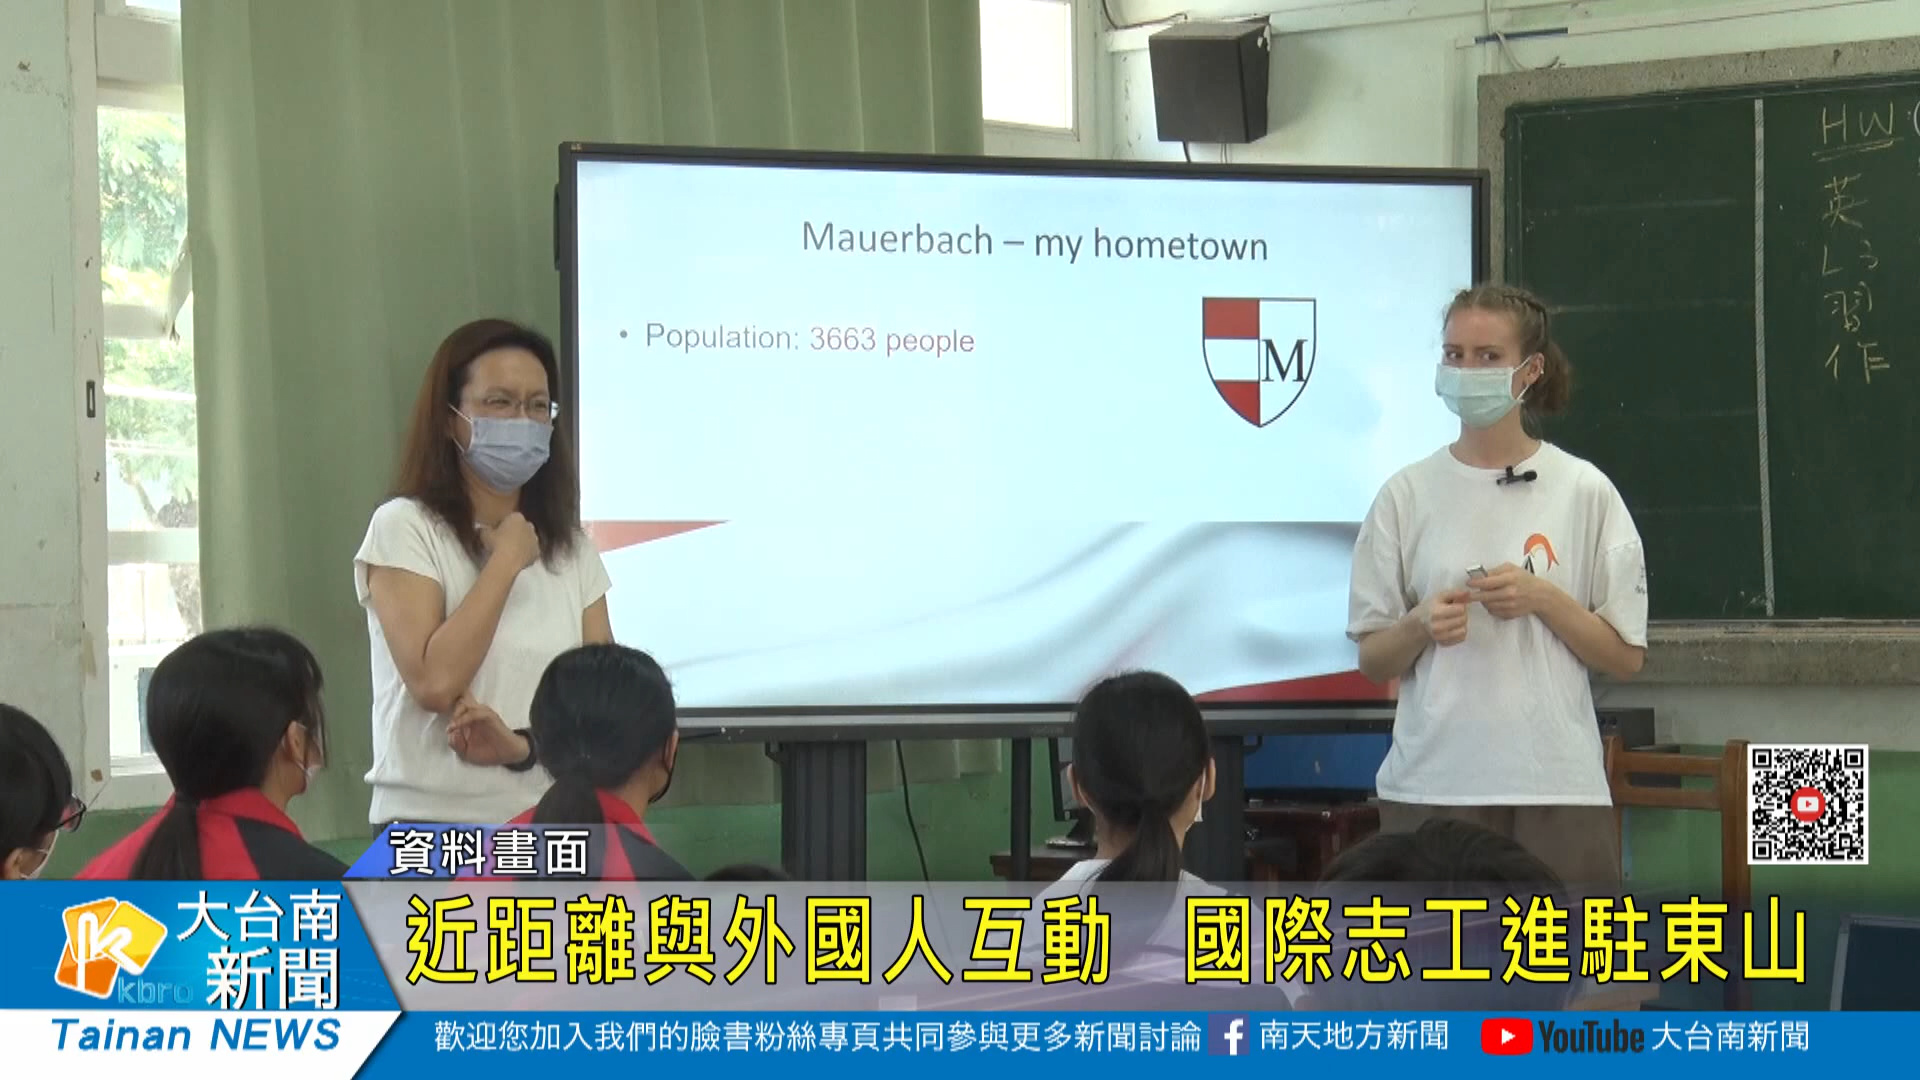 Mauerbach – my hometown
• Population: 3663 people
M
HW
英
L3
習
作
資料畫面
大台南
新聞
kbro
Tainan NEWS
近距離與外國人互動 國際志工進駐東山
歡迎您加入我們的臉書粉絲專頁共同參與更多新聞討論 f 南天地方新聞 YouTube 大台南新聞